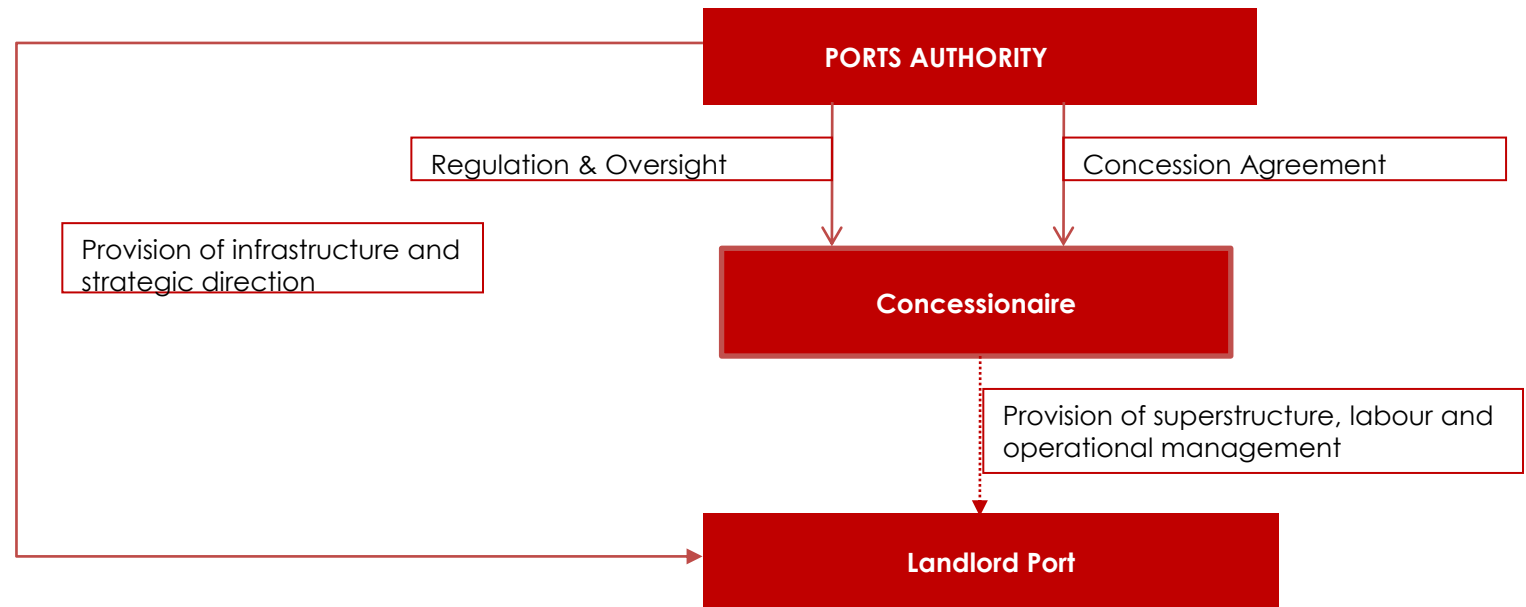 PORTS AUTHORITY
Regulation & Oversight
Concession Agreement
Provision of infrastructure and
strategic direction
Concessionaire
Provision of superstructure, labour and
operational management
Landlord Port